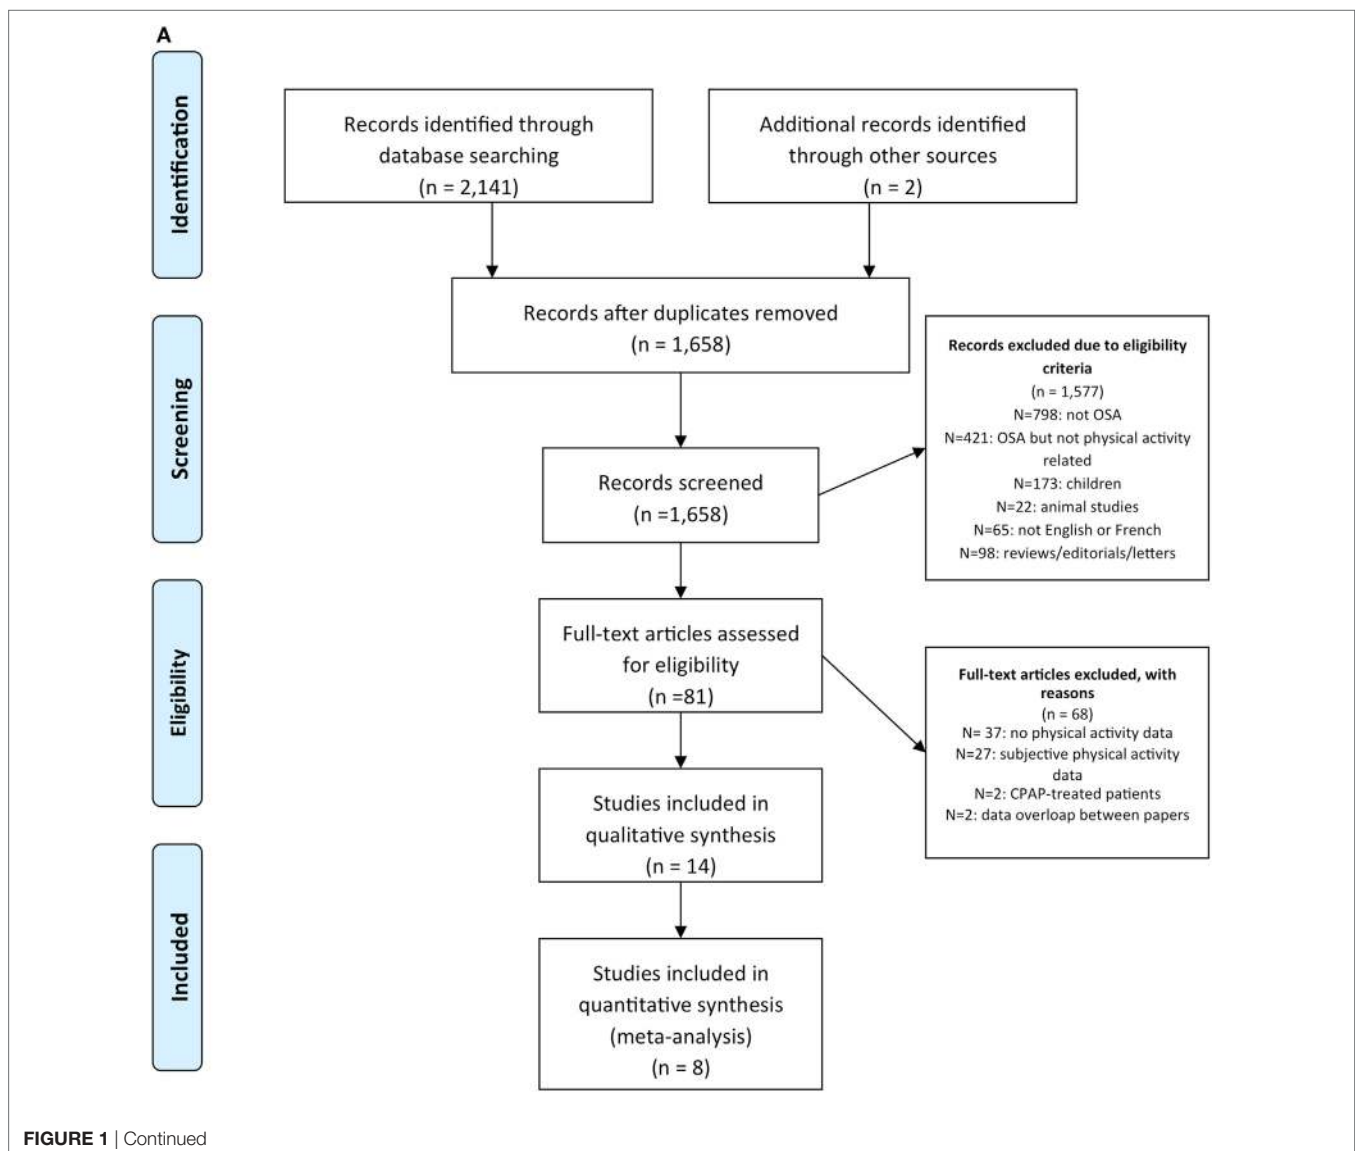 A
Identification
Records identified through
database searching
(n = 2,141)
Additional records identified
through other sources
(n = 2)
Records after duplicates removed
(n = 1,658)
Screening
Records screened
(n =1,658)
Records excluded due to eligibility
criteria
(n = 1,577)
N=798: not OSA
N=421: OSA but not physical activity
related
N=173: children
N=22: animal studies
N=65: not English or French
N=98: reviews/editorials/letters
Eligibility
Full-text articles assessed
for eligibility
(n =81)
Full-text articles excluded, with
reasons
(n = 68)
N= 37: no physical activity data
N=27: subjective physical activity
data
N=2: CPAP-treated patients
N=2: data overloap between papers
Studies included in
qualitative synthesis
(n = 14)
Included
Studies included in
quantitative synthesis
(meta-analysis)
(n = 8)
FIGURE 1 | Continued